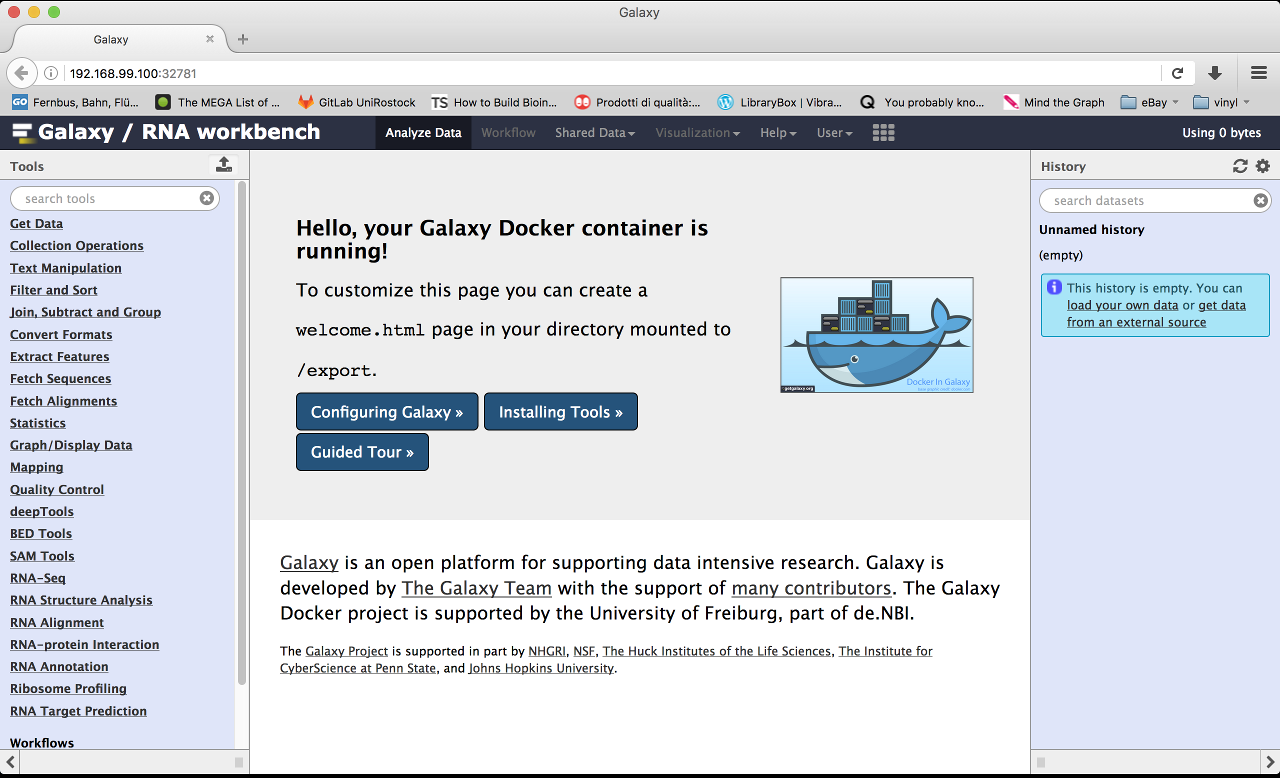 Galaxy
Galaxy
192.168.99.100:32781
GO Fernbus, Bahn, Flü... The MEGA List of ... GitLab UniRostock TS How to Build Bioin... Prodotti di qualità:... LibraryBox | Vibra... Q You probably kno... Mind the Graph eBay vinyl
Galaxy / RNA workbench Analyze Data Workflow Shared Data Visualization Help User Using 0 bytes
Tools
search tools
Get Data
Collection Operations
Text Manipulation
Filter and Sort
Join, Subtract and Group
Convert Formats
Extract Features
Fetch Sequences
Fetch Alignments
Statistics
Graph/Display Data
Mapping
Quality Control
deepTools
BED Tools
SAM Tools
RNA-Seq
RNA Structure Analysis
RNA Alignment
RNA-protein Interaction
RNA Annotation
Ribosome Profiling
RNA Target Prediction
Workflows
Hello, your Galaxy Docker container is
running!
To customize this page you can create a
welcome.html page in your directory mounted to
/export.
Configuring Galaxy » Installing Tools »
Guided Tour »
Docker in Galaxy
Galaxy is an open platform for supporting data intensive research. Galaxy is
developed by The Galaxy Team with the support of many contributors. The Galaxy
Docker project is supported by the University of Freiburg, part of de.NBI.
The Galaxy Project is supported in part by NHGRI, NSF, The Huck Institutes of the Life Sciences, The Institute for
CyberScience at Penn State, and Johns Hopkins University.
History
search datasets
Unnamed history
(empty)
This history is empty. You can
load your own data or get data
from an external source